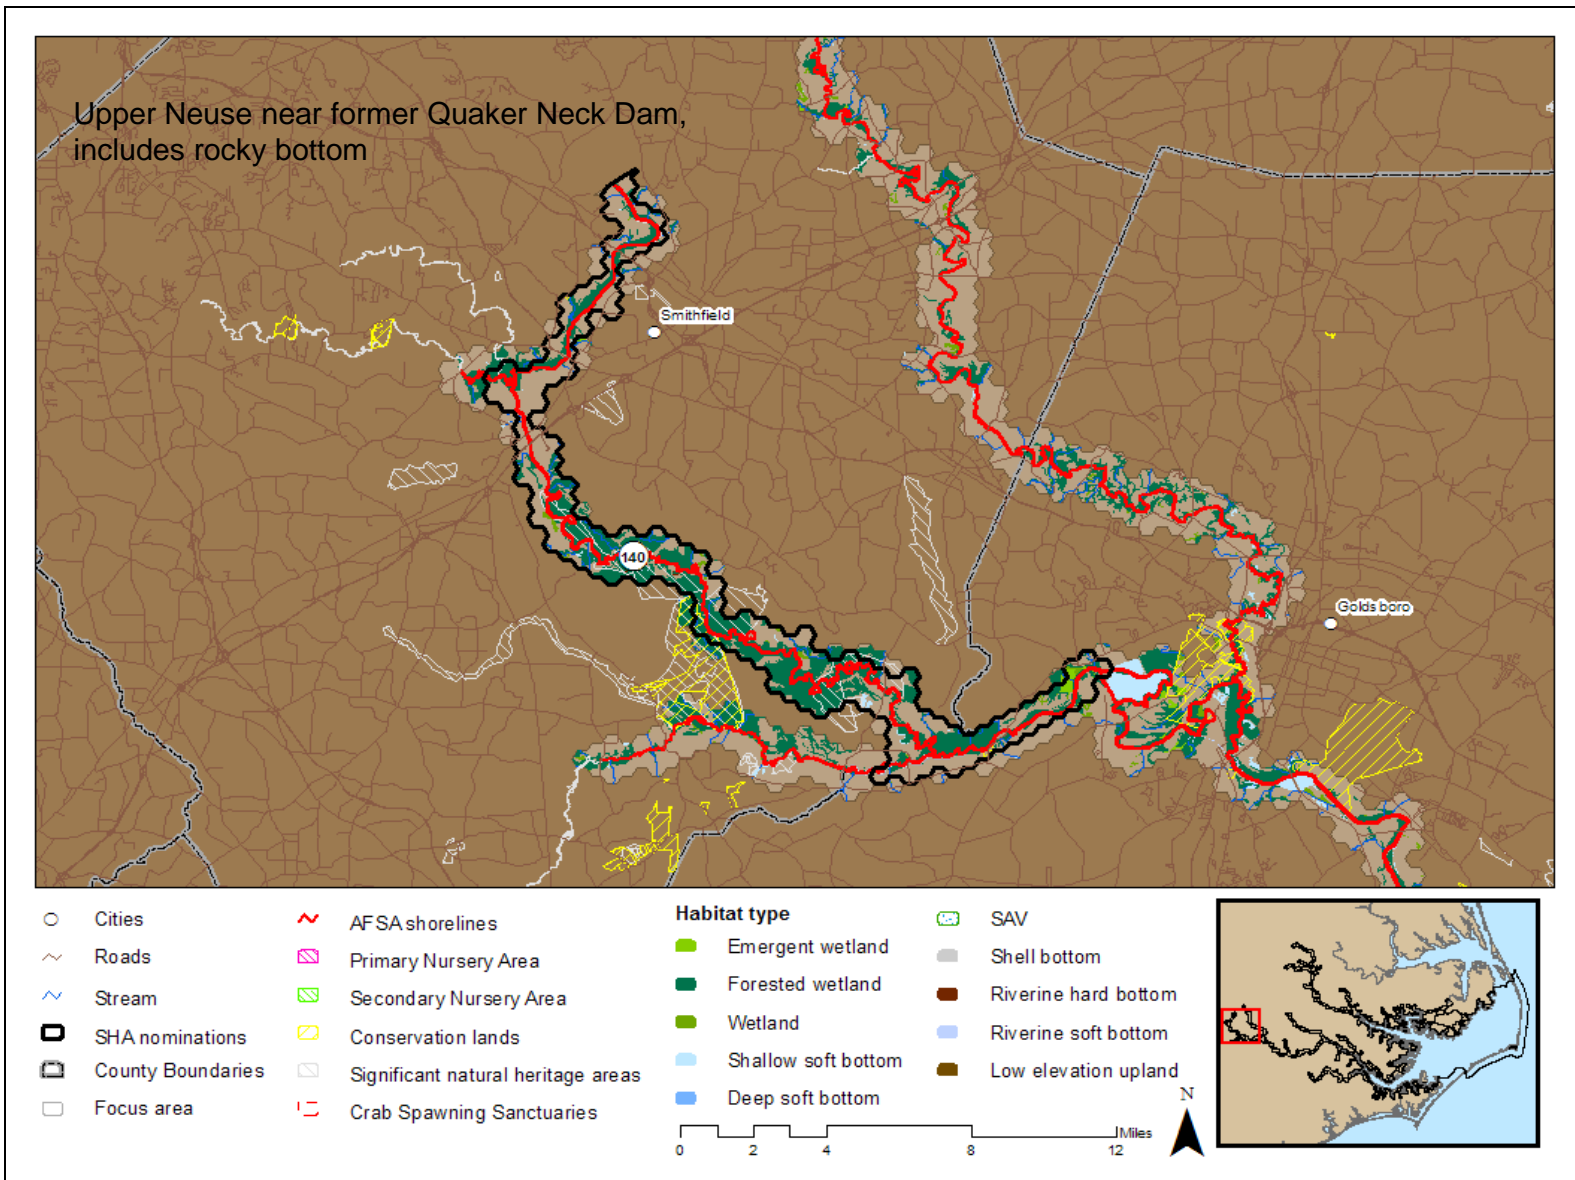 Upper Neuse near former Quaker Neck Dam,
includes rocky bottom
Smithfield
140
Goldsboro
Cities
Roads
Stream
SHA nominations
County Boundaries
Focus area
AFSA shorelines
Primary Nursery Area
Secondary Nursery Area
Conservation lands
Significant natural heritage areas
Crab Spawning Sanctuaries
Habitat type
Emergent wetland
Forested wetland
Wetland
Shallow soft bottom
Deep soft bottom
SAV
Shell bottom
Riverine hard bottom
Riverine soft bottom
Low elevation upland
N
Miles
0 2 4 8 12